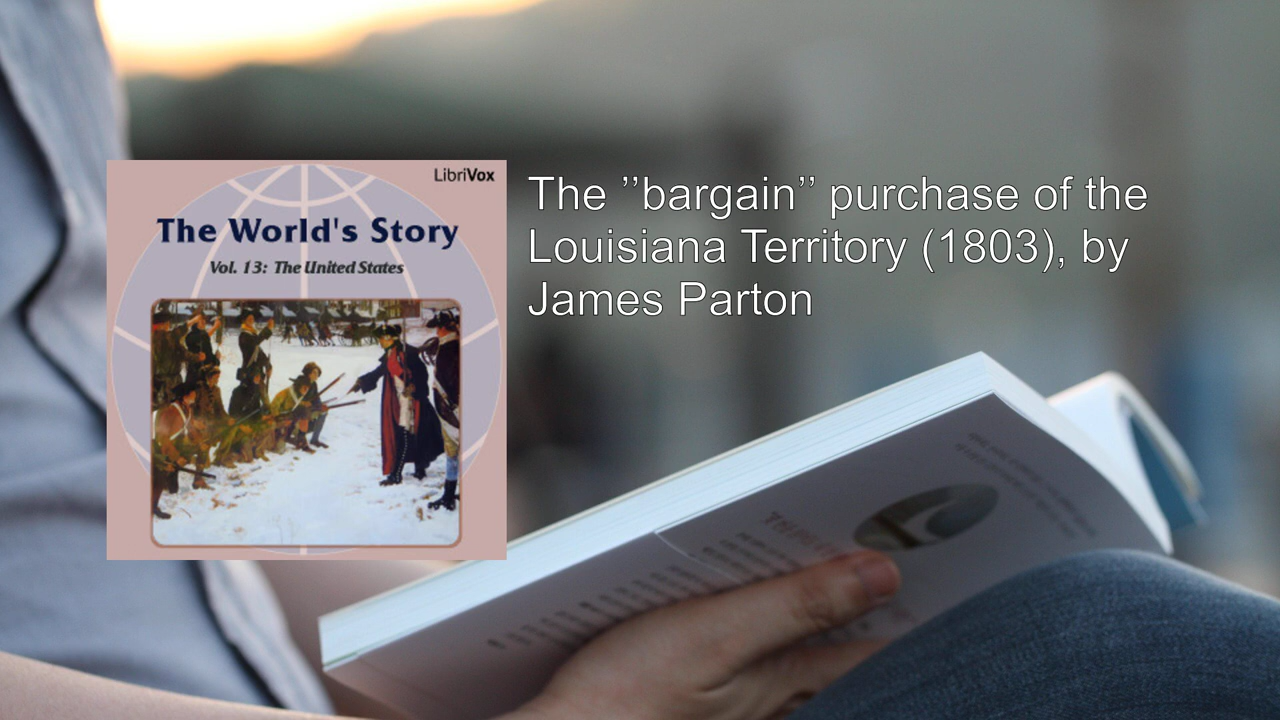 LibriVox
The World's Story
Vol. 13: The United States
The ’’bargain’’ purchase of the
Louisiana Territory (1803), by
James Parton